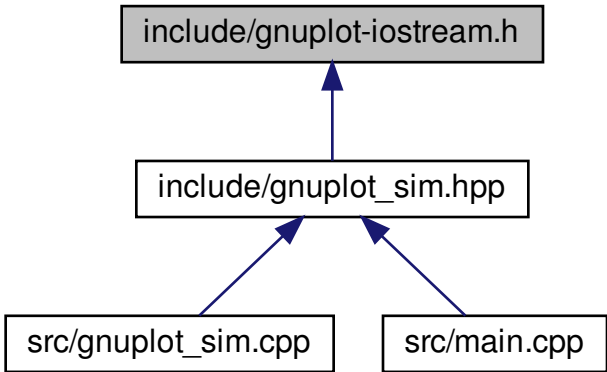 include/gnuplot-iostream.h
include/gnuplot_sim.hpp
src/gnuplot_sim.cpp
src/main.cpp